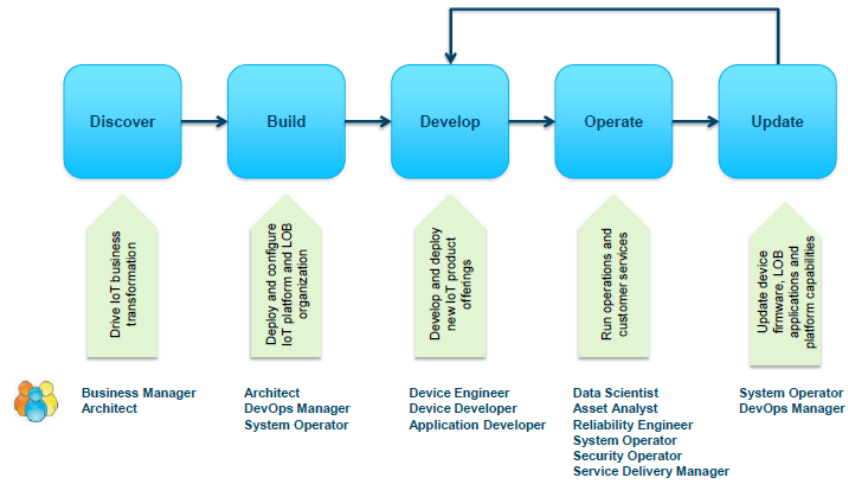 Discover
Build
Develop
Operate
Update
Drive IoT business
transformation
Deploy and configure
IoT platform and LOB
organization
Develop and deploy
new IoT product
offerings
Run operations and
customer services
Update device
firmware, LOB
applications and
platform capabilities
Business Manager
Architect
Architect
DevOps Manager
System Operator
Device Engineer
Device Developer
Application Developer
Data Scientist
Asset Analyst
Reliability Engineer
System Operator
Security Operator
Service Delivery Manager
System Operator
DevOps Manager